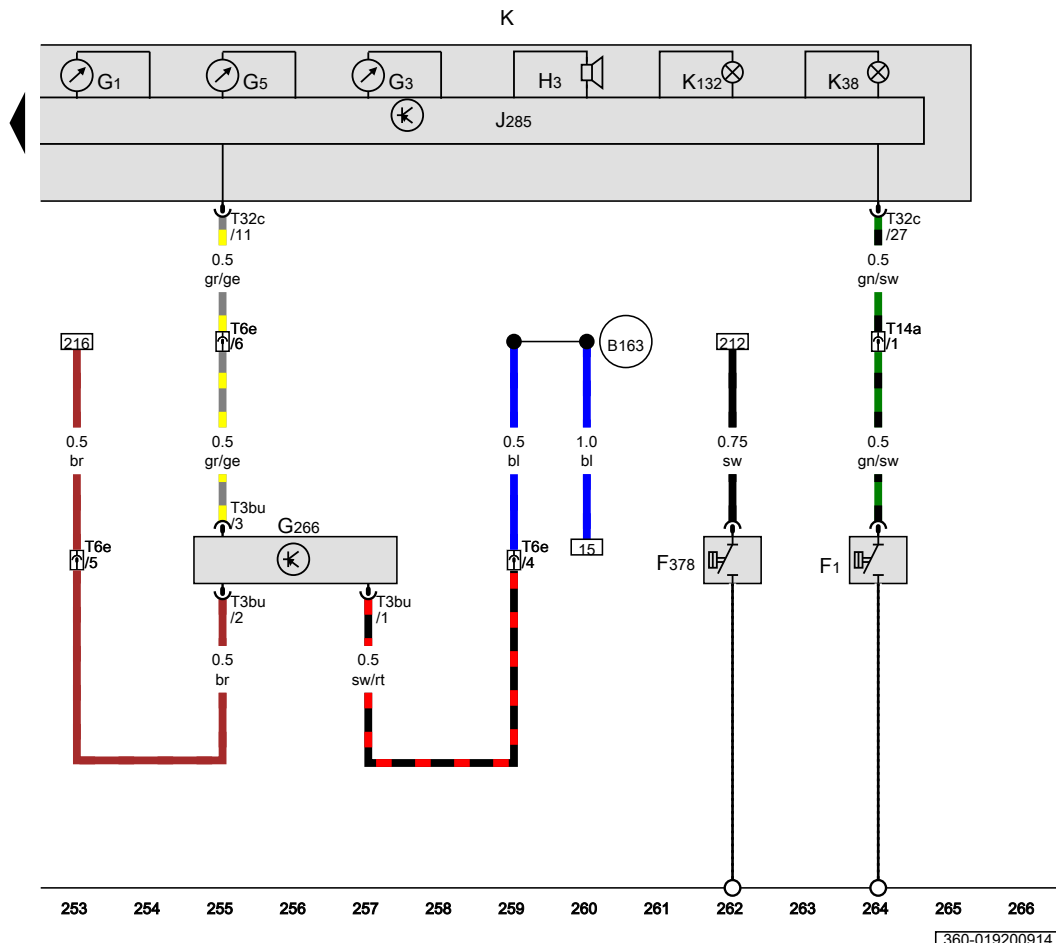 K
G1
G5
G3
H3
K132
K38
J285
T32c
/11
T32c
/27
0.5
gr/ge
0.5
gn/sw
216
T6e
/6
B163
212
T14a
/1
0.5
br
0.5
gr/ge
0.5
bl
1.0
bl
0.75
sw
0.5
gn/sw
T3bu
/3
G266
T6e
/5
T6e
/4
15
F378
F1
T3bu
/2
T3bu
/1
0.5
br
0.5
sw/rt
253 254 255 256 257 258 259 260 261 262 263 264 265 266
360-019200914